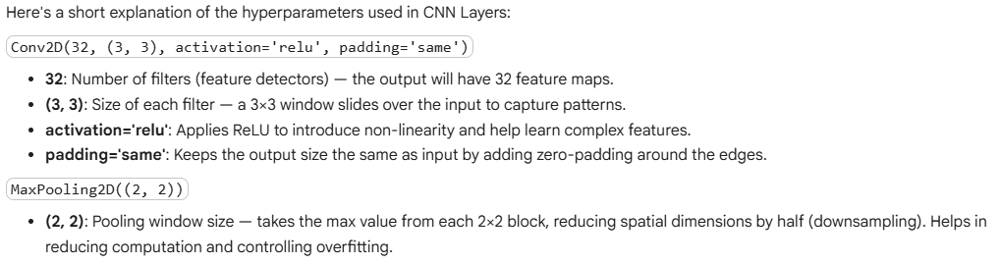 Here's a short explanation of the hyperparameters used in CNN Layers:
Conv2D(32, (3, 3), activation='relu', padding='same')
• 32: Number of filters (feature detectors) — the output will have 32 feature maps.
• (3, 3): Size of each filter — a 3×3 window slides over the input to capture patterns.
• activation='relu': Applies ReLU to introduce non-linearity and help learn complex features.
• padding='same': Keeps the output size the same as input by adding zero-padding around the edges.
MaxPooling2D((2, 2))
• (2, 2): Pooling window size — takes the max value from each 2×2 block, reducing spatial dimensions by half (downsampling). Helps in
reducing computation and controlling overfitting.